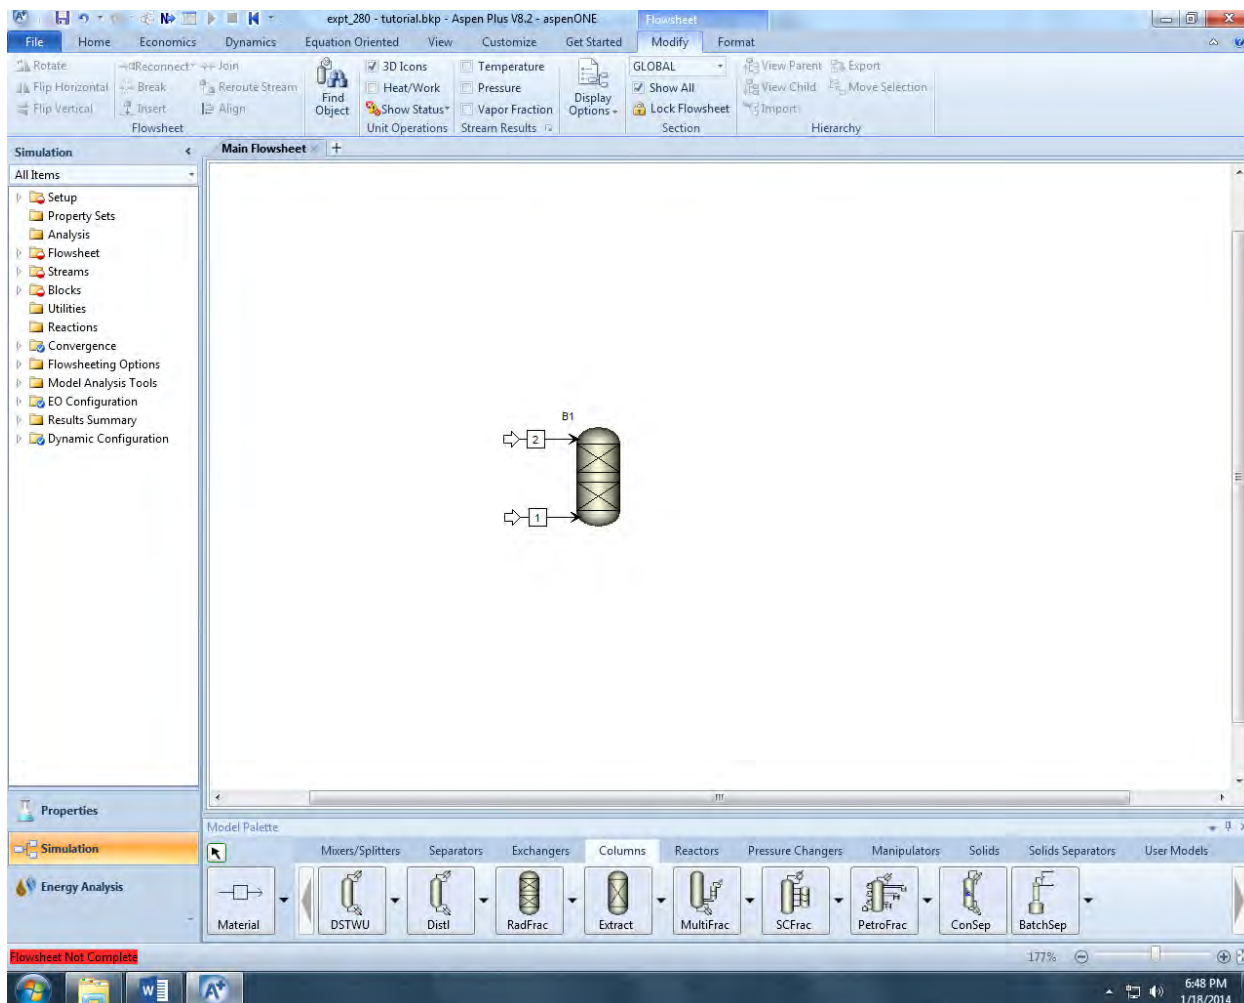 expt_280 - tutorial.bkp - Aspen Plus V8.2 - aspenONE
Flowsheet
File Home Economics Dynamics Equation Oriented View Customize Get Started Modify Format
Rotate Reconnect Join
Flip Horizontal Break Reroute Stream
Flip Vertical Insert Align
Flowsheet
Find Object
3D Icons
Heat/Work
Show Status
Unit Operations
Temperature
Pressure
Vapor Fraction
Stream Results
Display Options
GLOBAL
Show All
Lock Flowsheet
Section
View Parent Export
View Child Move Selection
Import
Hierarchy
Simulation
All Items
Setup
Property Sets
Analysis
Flowsheet
Streams
Blocks
Utilities
Reactions
Convergence
Flowsheeting Options
Model Analysis Tools
EO Configuration
Results Summary
Dynamic Configuration
Properties
Simulation
Energy Analysis
Main Flowsheet
B1
2
1
Model Palette
Mixers/Splitters Separators Exchangers Columns Reactors Pressure Changers Manipulators Solids Solids Separators User Models
Material DSTWU Distl RadFrac Extract MultiFrac SCFrac PetroFrac ConSep BatchSep
Flowsheet Not Complete
177%
6:48 PM
1/18/2014